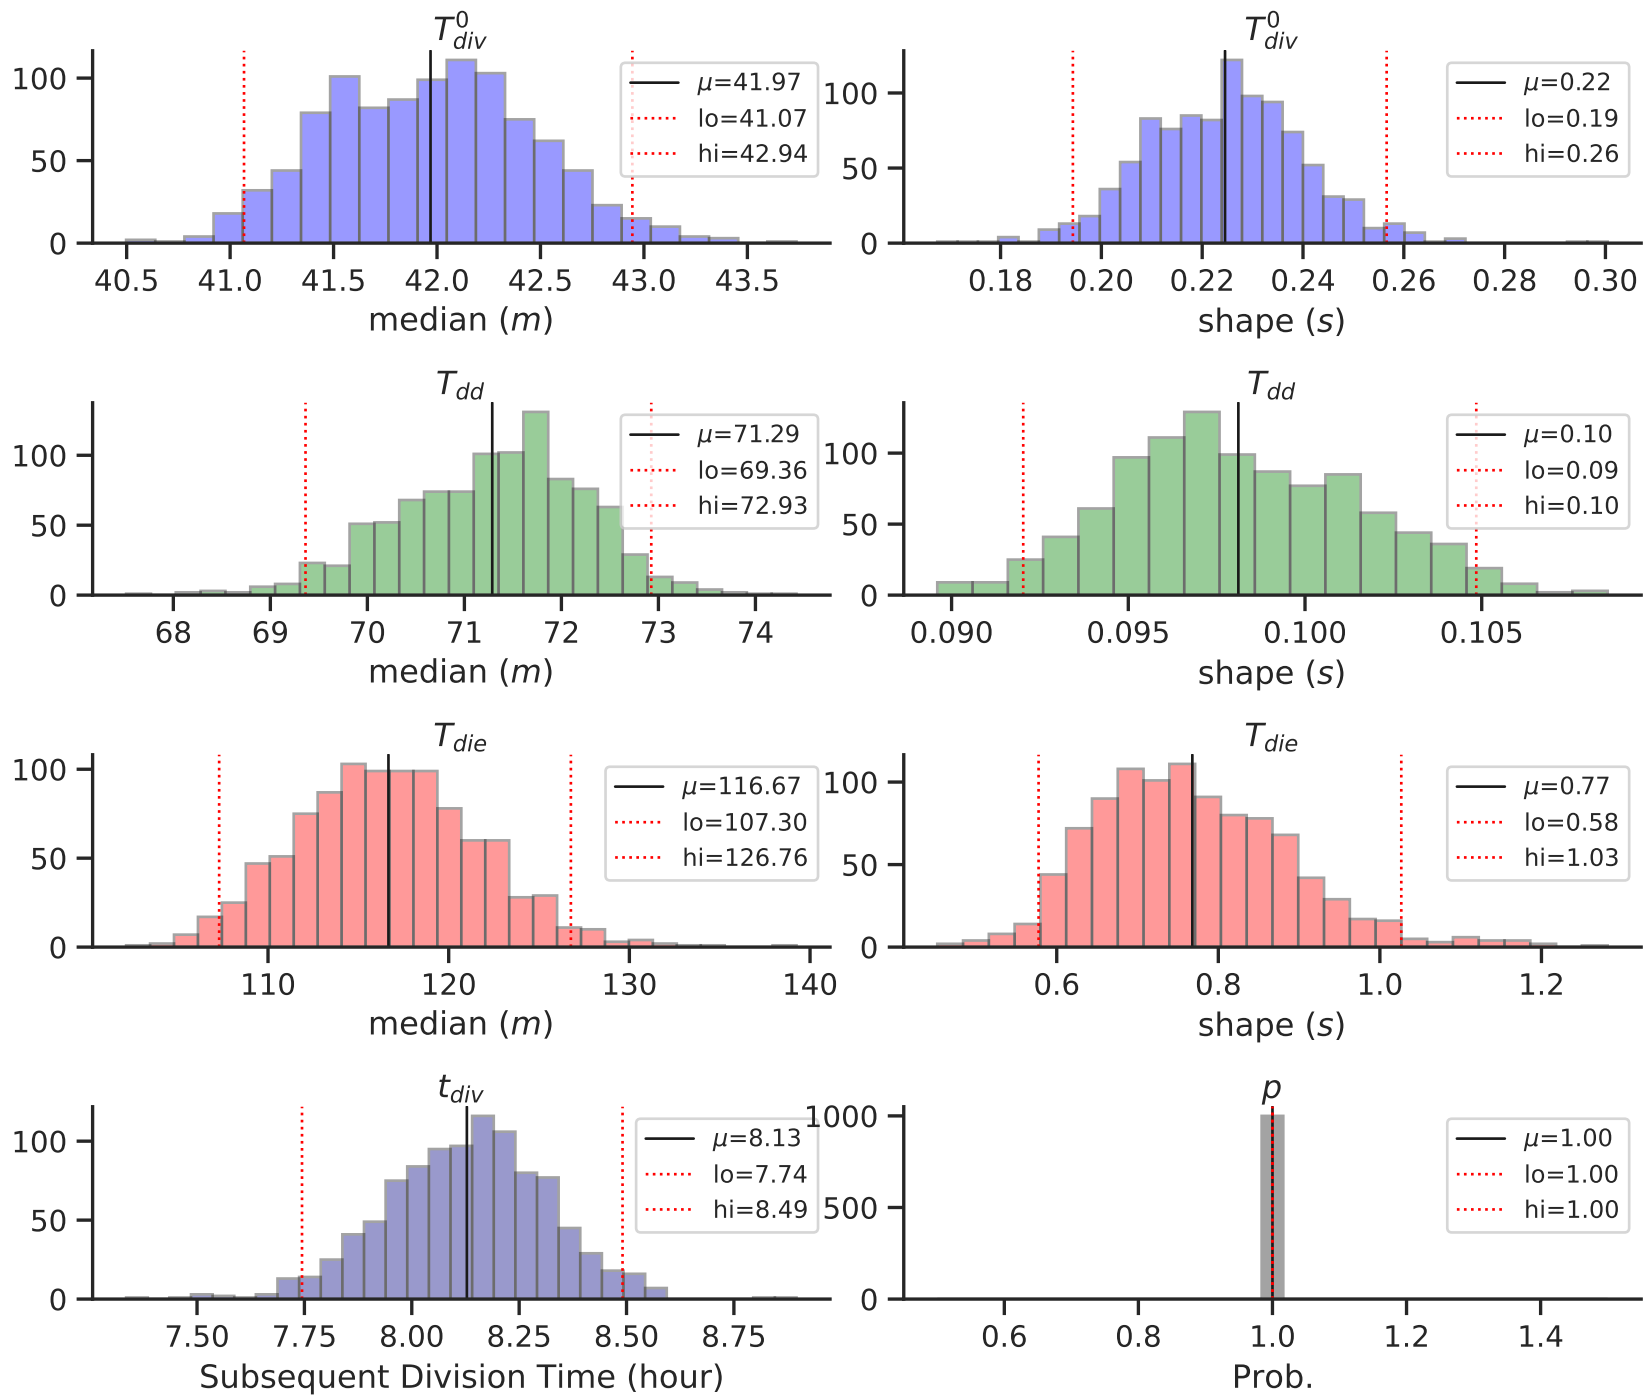 T⁰div
100
50
0
μ=41.97
lo=41.07
hi=42.94
40.5 41.0 41.5 42.0 42.5 43.0 43.5
median (m)
T⁰div
100
50
0
μ=0.22
lo=0.19
hi=0.26
0.18 0.20 0.22 0.24 0.26 0.28 0.30
shape (s)
Tdd
100
50
0
μ=71.29
lo=69.36
hi=72.93
68 69 70 71 72 73 74
median (m)
Tdd
100
50
0
μ=0.10
lo=0.09
hi=0.10
0.090 0.095 0.100 0.105
shape (s)
Tdie
100
50
0
μ=116.67
lo=107.30
hi=126.76
110 120 130 140
median (m)
Tdie
100
50
0
μ=0.77
lo=0.58
hi=1.03
0.6 0.8 1.0 1.2
shape (s)
tdiv
100
50
0
μ=8.13
lo=7.74
hi=8.49
7.50 7.75 8.00 8.25 8.50 8.75
Subsequent Division Time (hour)
p
1000
500
0
μ=1.00
lo=1.00
hi=1.00
0.6 0.8 1.0 1.2 1.4
Prob.